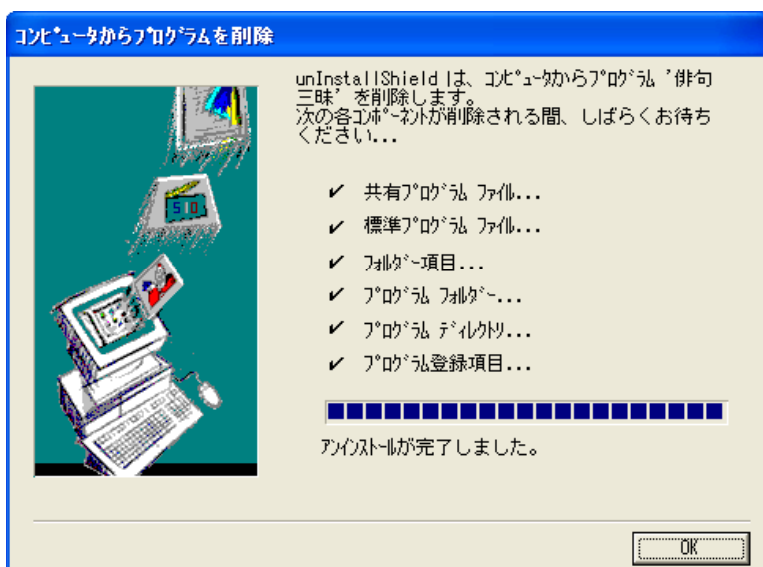 ｺﾝﾋﾟｭｰﾀからﾌﾟﾛｸﾞﾗﾑを削除
unInstallShield は、ｺﾝﾋﾟｭｰﾀからﾌﾟﾛｸﾞﾗﾑ '俳句
三昧' を削除します。
次の各ｺﾝﾎﾟｰﾈﾝﾄが削除される間、しばらくお待ち
ください...
✔ 共有ﾌﾟﾛｸﾞﾗﾑ ﾌｧｲﾙ...
✔ 標準ﾌﾟﾛｸﾞﾗﾑ ﾌｧｲﾙ...
✔ ﾌｫﾙﾀﾞｰ項目...
✔ ﾌﾟﾛｸﾞﾗﾑ ﾌｫﾙﾀﾞｰ...
✔ ﾌﾟﾛｸﾞﾗﾑ ﾃﾞｨﾚｸﾄﾘ...
✔ ﾌﾟﾛｸﾞﾗﾑ登録項目...
ｱﾝｲﾝｽﾄｰﾙが完了しました。
OK